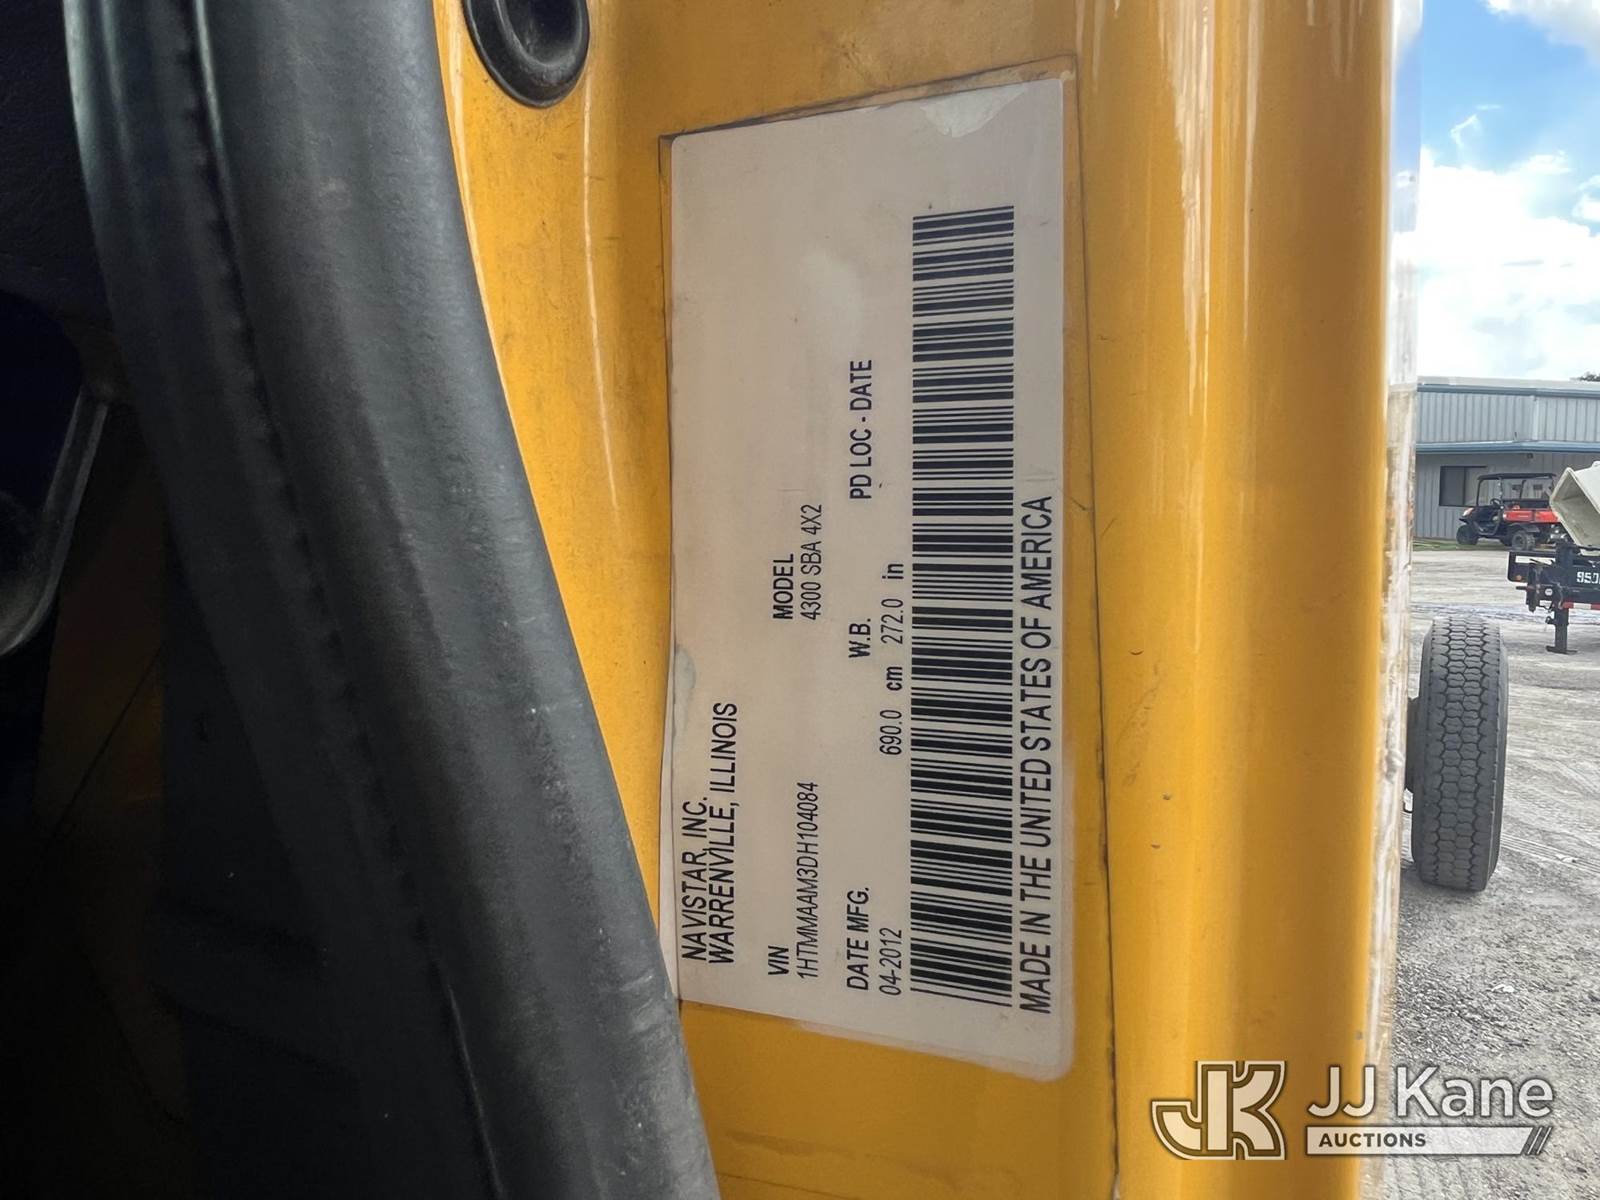 NAVISTAR, INC.
WARRENVILLE, ILLINOIS
VIN MODEL
1HTMMAAM3DH104084 4300 SBA 4X2
DATE MFG. W.B. PD LOC - DATE
04-2012 690.0 cm 272.0 in
MADE IN THE UNITED STATES OF AMERICA
JJ Kane
AUCTIONS